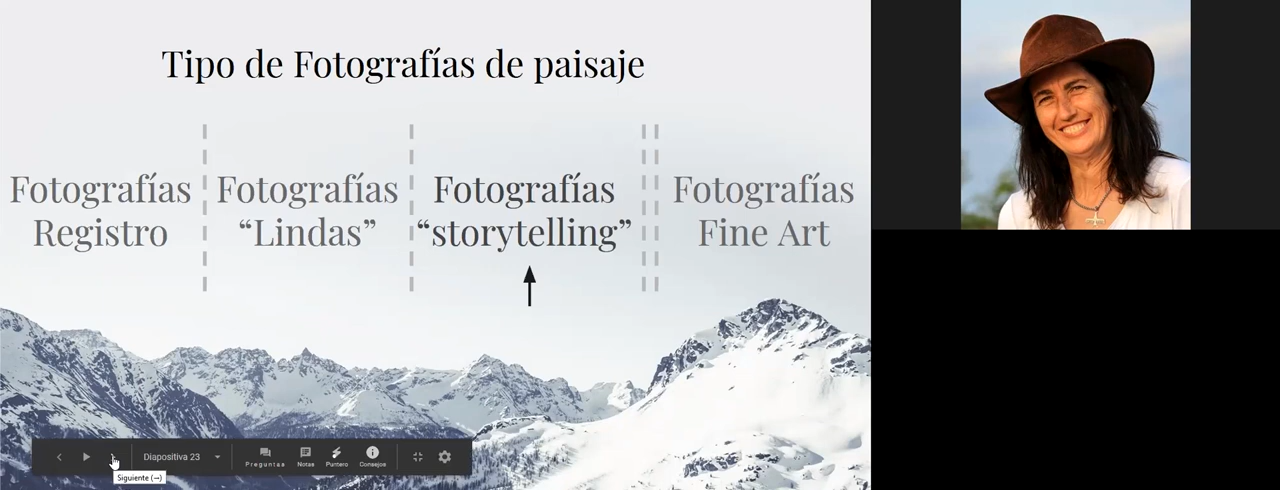 Tipo de Fotografías de paisaje
Fotografías
Registro
Fotografías
“Lindas”
Fotografías
“storytelling”
Fotografías
Fine Art
Diapositiva 23
Preguntas
Notas
Puntero
Consejos
Siguiente (→)